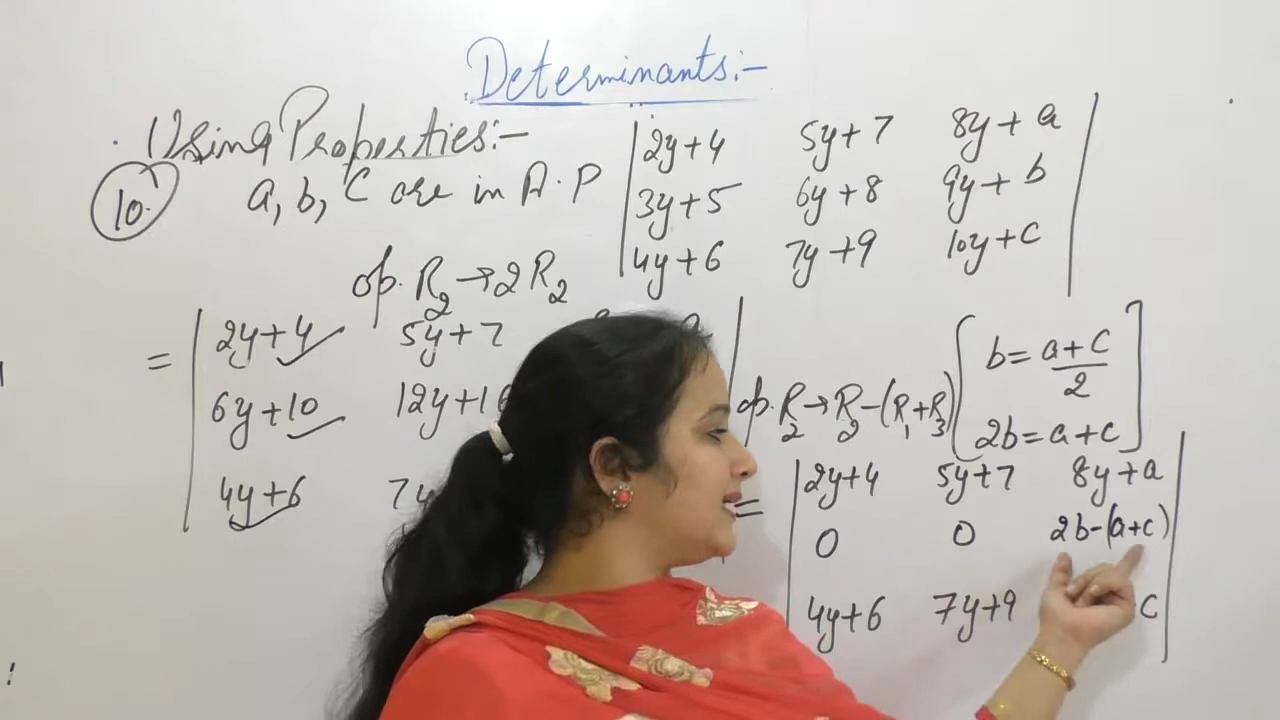 Determinants:-
Using Properties:-
10. a, b, c are in A.P
2y+4 5y+7 8y+a
3y+5 6y+8 9y+b
4y+6 7y+9 10y+c
op. R2→2R2
= 2y+4 5y+7
6y+10 12y+16
4y+6
b = a+c/2
2b = a+c
op. R2→R2-(R1+R3)
= 2y+4 5y+7 8y+a
0 0 2b-(a+c)
4y+6 7y+9 c